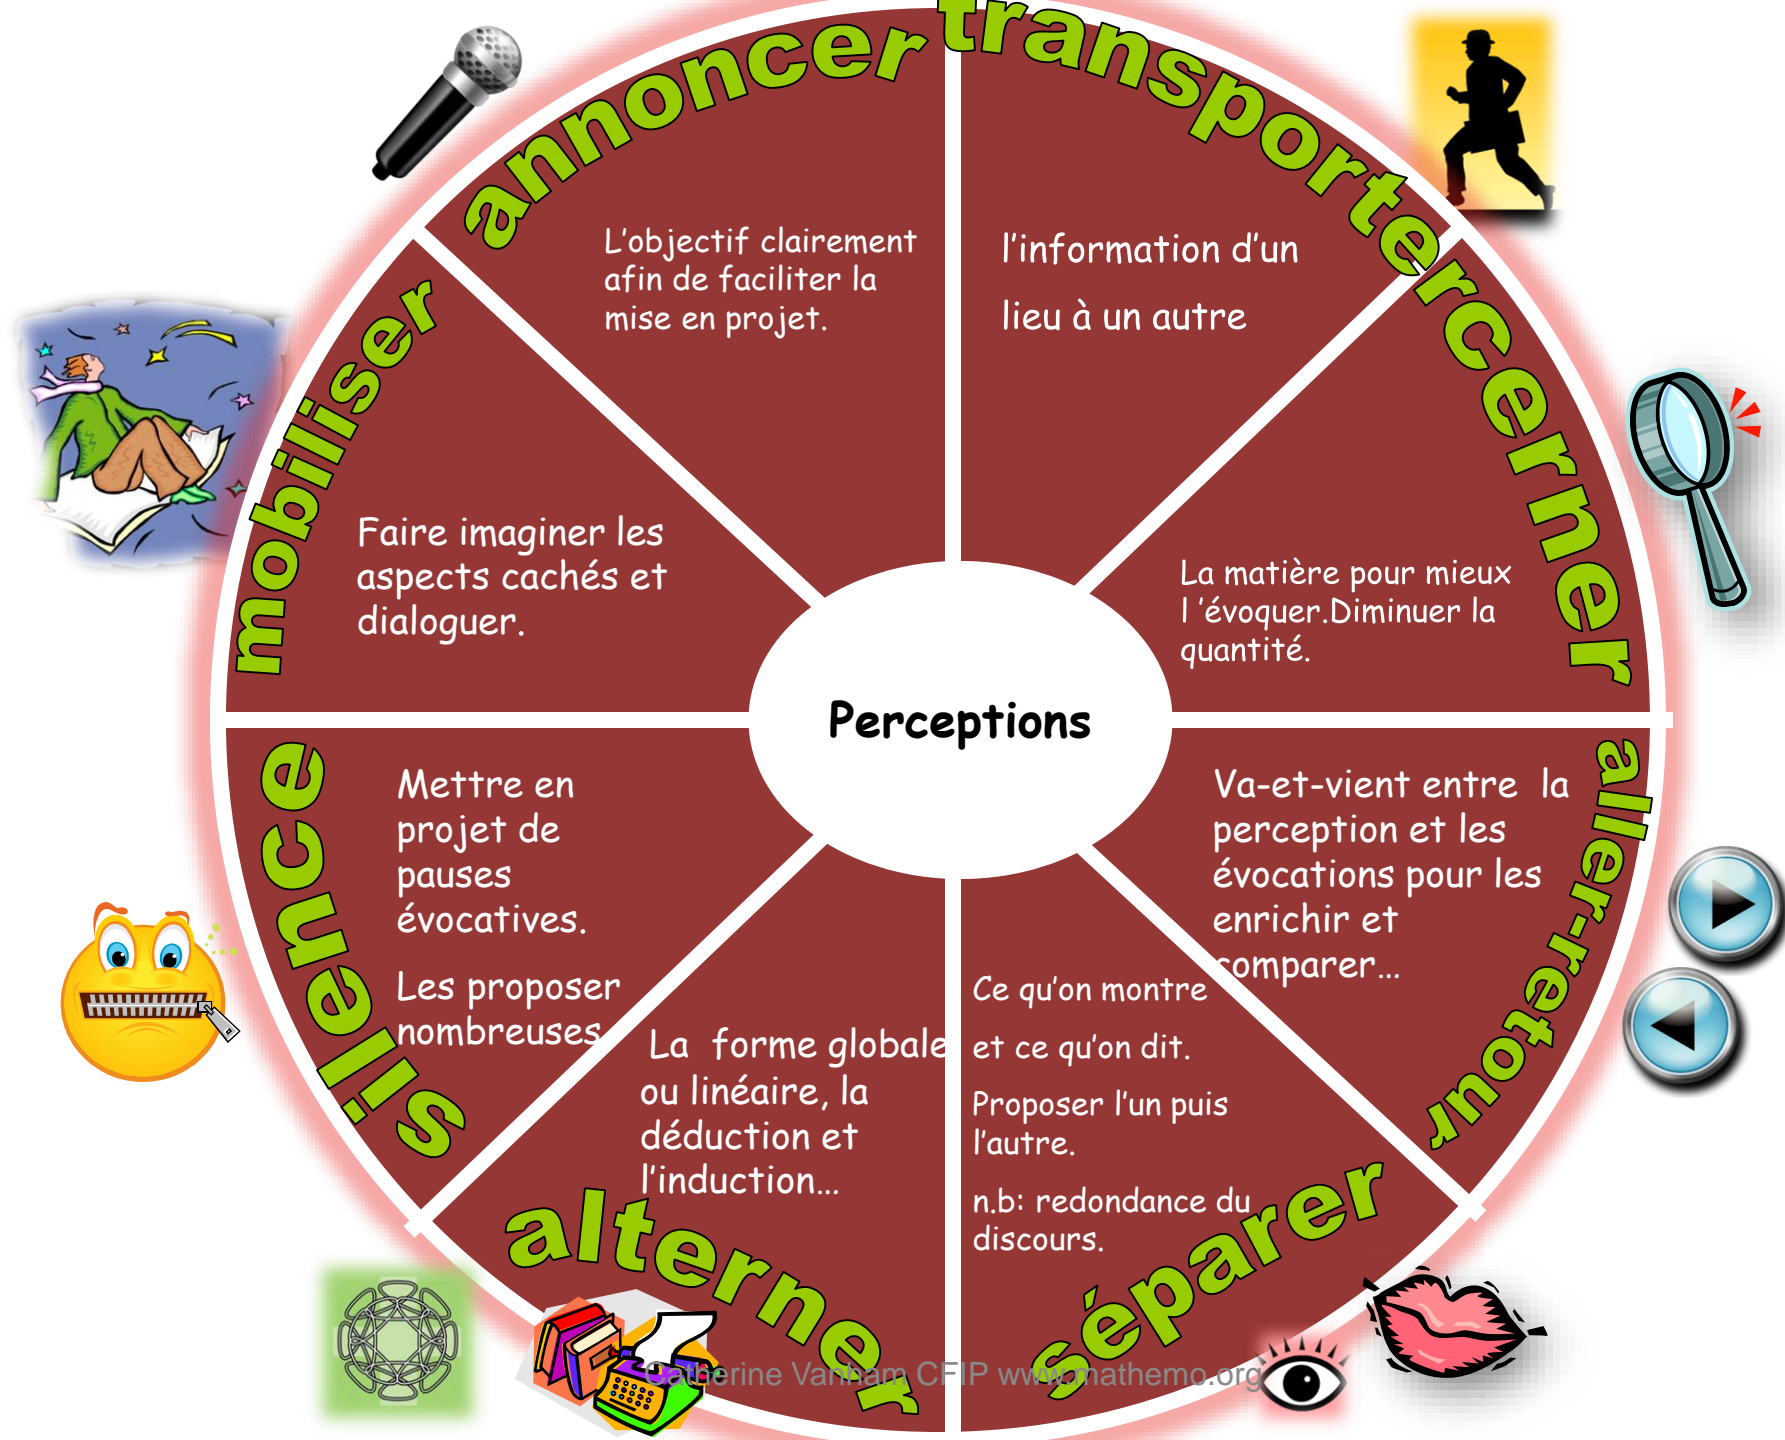 annoncer
L'objectif clairement
afin de faciliter la
mise en projet.
transporter
l'information d'un
lieu à un autre
cerner
La matière pour mieux
l 'évoquer.Diminuer la
quantité.
aller-retour
Va-et-vient entre la
perception et les
évocations pour les
enrichir et
comparer...
séparer
Ce qu'on montre
et ce qu'on dit.
Proposer l'un puis
l'autre.
n.b: redondance du
discours.
alterner
La forme globale
ou linéaire, la
déduction et
l'induction...
silence
Mettre en
projet de
pauses
évocatives.
Les proposer
nombreuses.
mobiliser
Faire imaginer les
aspects cachés et
dialoguer.
Perceptions
Catherine Vanham CFIP www.mathemo.org